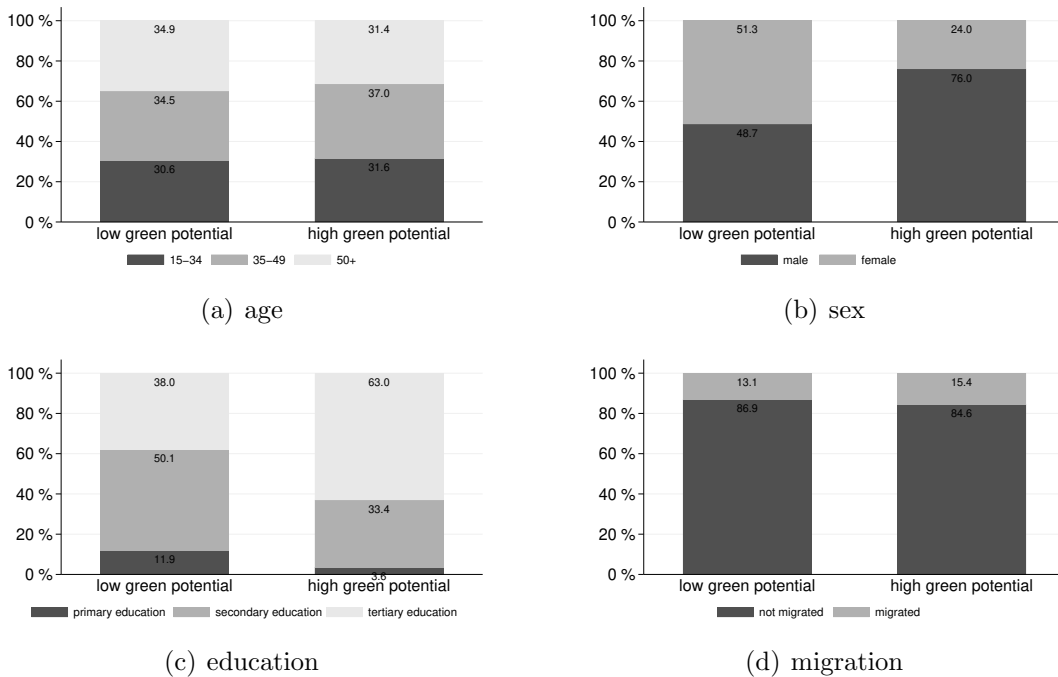 100 %
80 %
60 %
40 %
20 %
0 %
34.9
31.4
34.5
37.0
30.6
31.6
low green potential
high green potential
15−34 35−49 50+
(a) age
100 %
80 %
60 %
40 %
20 %
0 %
51.3
24.0
76.0
48.7
low green potential
high green potential
male female
(b) sex
100 %
80 %
60 %
40 %
20 %
0 %
38.0
63.0
50.1
33.4
11.9
3.6
low green potential
high green potential
primary education secondary education tertiary education
(c) education
100 %
80 %
60 %
40 %
20 %
0 %
13.1
15.4
86.9
84.6
low green potential
high green potential
not migrated migrated
(d) migration